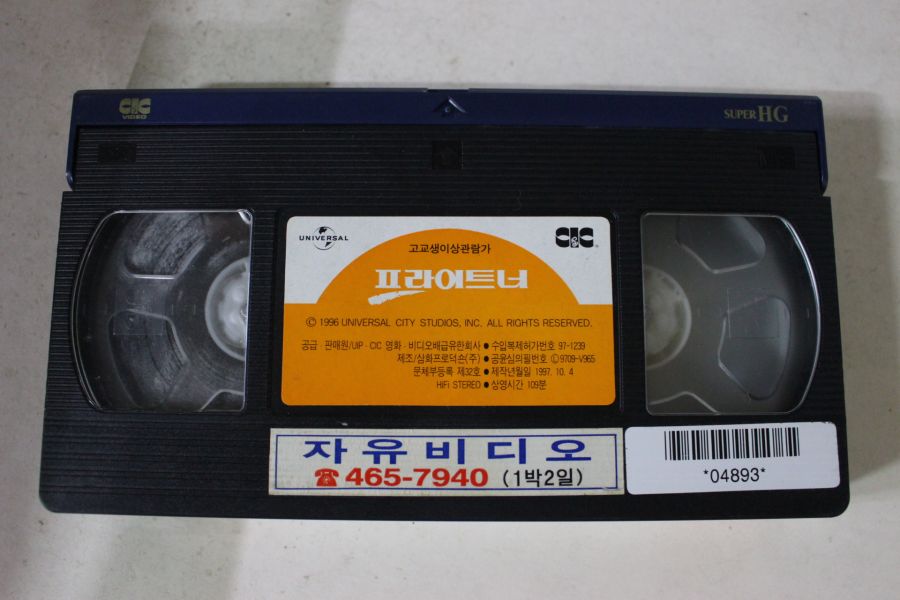 CIC VIDEO
SUPER HG
UNIVERSAL
고교생이상관람가
CIC
프라이트너
© 1996 UNIVERSAL CITY STUDIOS, INC. ALL RIGHTS RESERVED.
공급 · 판매원/UIP · CIC 영화 · 비디오배급유한회사 ● 수입복제허가번호 97-1239
제조/삼화프로덕숀(주) ● 공윤심의필번호 Ⓒ9709-V965
문체부등록 제32호 ● 제작년월일 1997. 10. 4
HiFi STEREO ● 상영시간 109분
자유비디오
☎465-7940 (1박2일)
*04893*